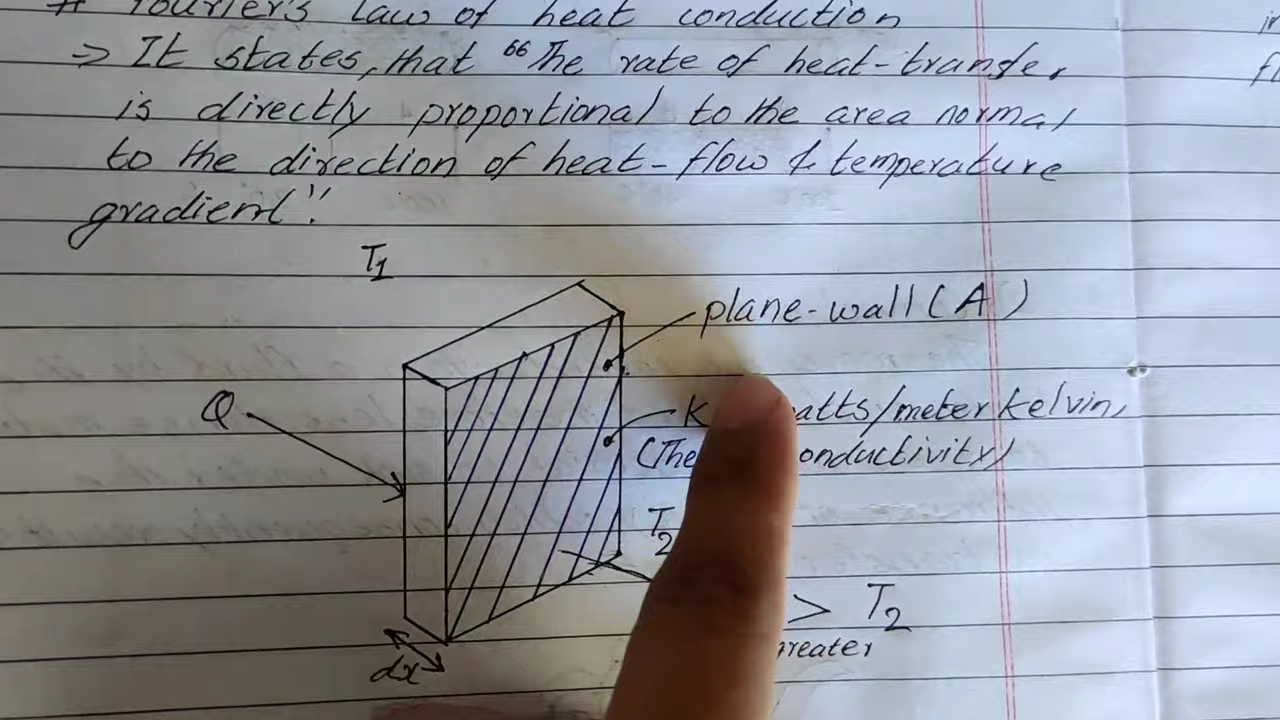 # Fourier's law of heat conduction
⇒ It states, that "The rate of heat-transfer
is directly proportional to the area normal
to the direction of heat-flow & temperature
gradient".
T1
plane-wall (A)
Q
K atts/meter kelvin,
(The onductivity)
T2
> T2
greater
dx